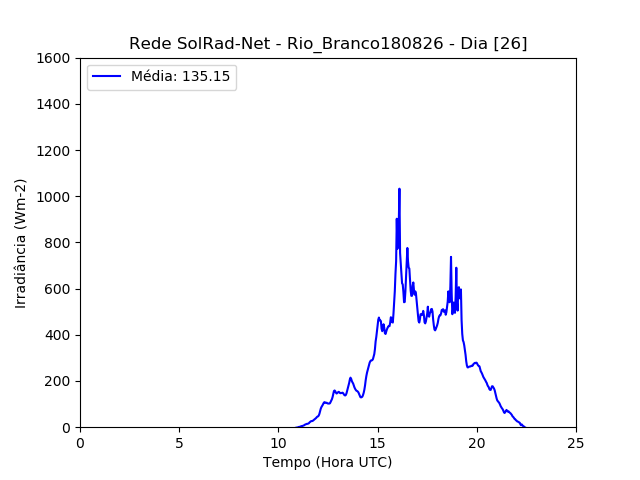 Rede SolRad-Net - Rio_Branco180826 - Dia [26]
Média: 135.15
Irradiância (Wm-2)
1600
1400
1200
1000
800
600
400
200
0
0 5 10 15 20 25
Tempo (Hora UTC)